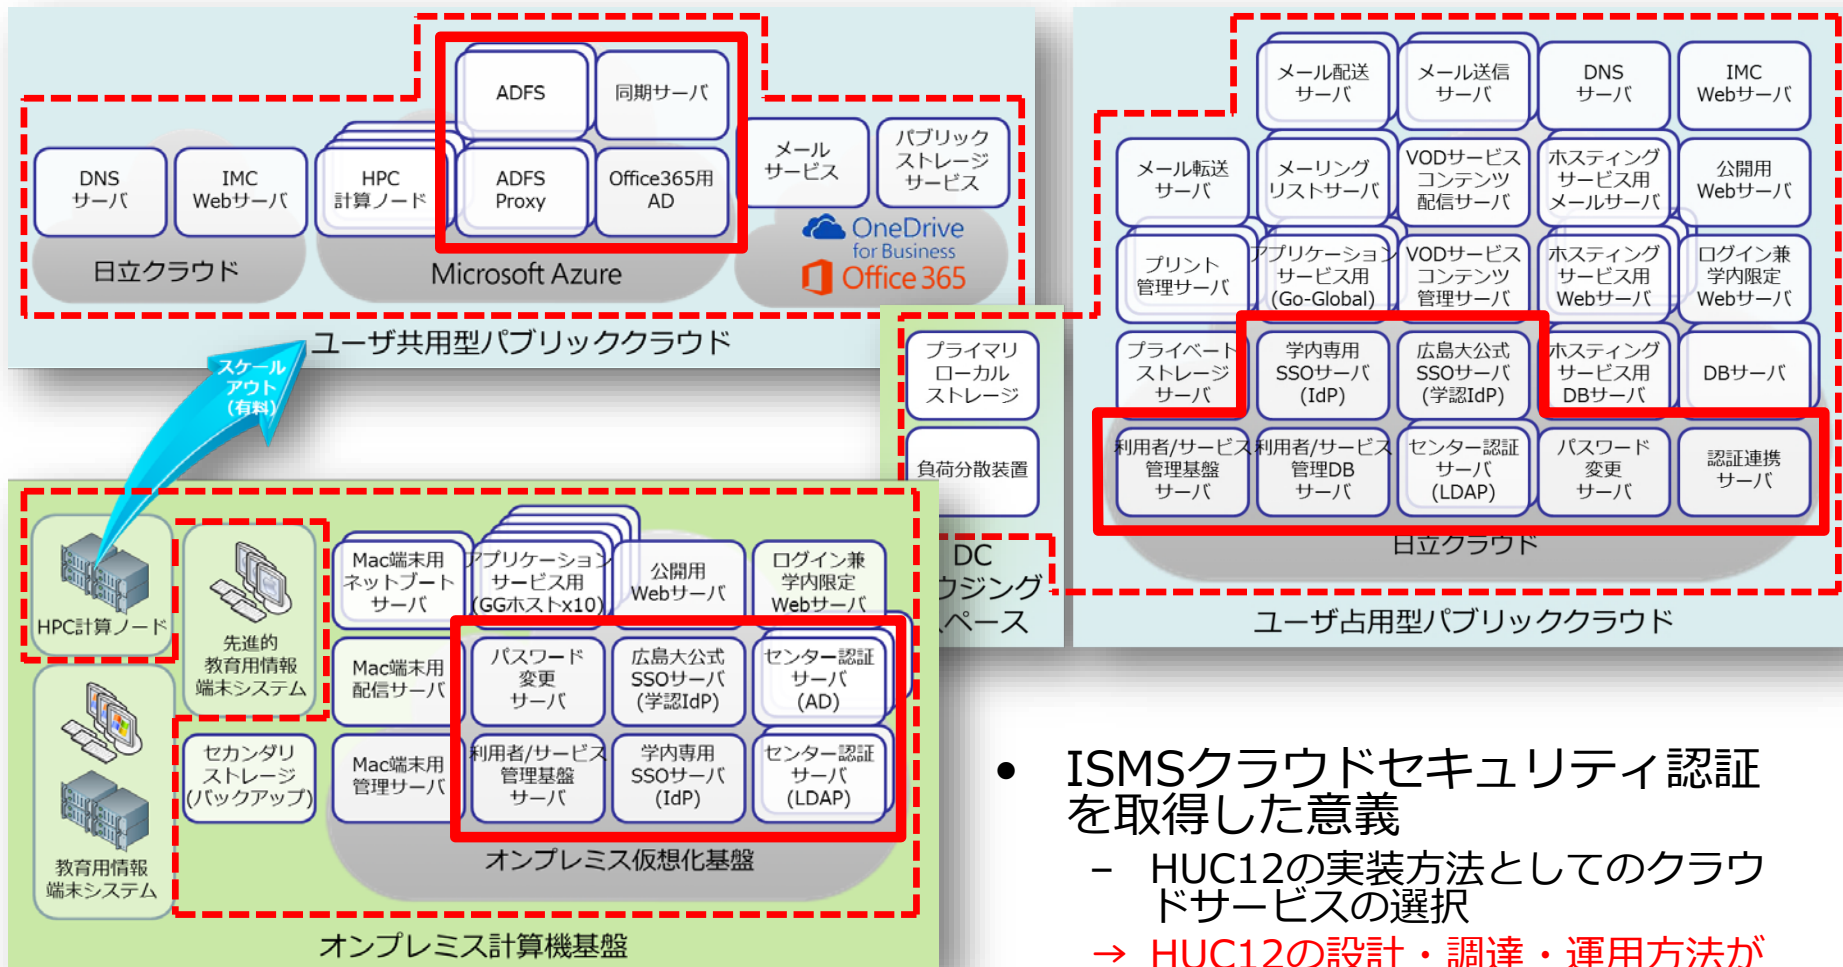 ADFS
同期サーバ
DNS
サーバ
IMC
Webサーバ
HPC
計算ノード
ADFS
Proxy
Office365用
AD
メール
サービス
パブリック
ストレージ
サービス
日立クラウド
Microsoft Azure
OneDrive
for Business
Office 365
ユーザ共用型パブリッククラウド
スケール
アウト
(有料)
メール配送
サーバ
メール送信
サーバ
DNS
サーバ
IMC
Webサーバ
メール転送
サーバ
メーリング
リストサーバ
VODサービス
コンテンツ
配信サーバ
ホスティング
サービス用
メールサーバ
公開用
Webサーバ
プリント
管理サーバ
アプリケーション
サービス用
(Go-Global)
VODサービス
コンテンツ
管理サーバ
ホスティング
サービス用
Webサーバ
ログイン兼
学内限定
Webサーバ
プライベート
ストレージ
サーバ
学内専用
SSOサーバ
(IdP)
広島大公式
SSOサーバ
(学認IdP)
ホスティング
サービス用
DBサーバ
DBサーバ
利用者/サービス
管理基盤
サーバ
利用者/サービス
管理DB
サーバ
センター認証
サーバ
(LDAP)
パスワード
変更
サーバ
認証連携
サーバ
日立クラウド
ユーザ占用型パブリッククラウド
プライマリ
ローカル
ストレージ
負荷分散装置
DC
ウジング
ペース
HPC計算ノード
先進的
教育用情報
端末システム
Mac端末用
ネットブート
サーバ
アプリケーション
サービス用
(GGホストx10)
公開用
Webサーバ
ログイン兼
学内限定
Webサーバ
Mac端末用
配信サーバ
パスワード
変更
サーバ
広島大公式
SSOサーバ
(学認IdP)
センター認証
サーバ
(AD)
教育用情報
端末システム
セカンダリ
ストレージ
(バックアップ)
Mac端末用
管理サーバ
利用者/サービス
管理基盤
サーバ
学内専用
SSOサーバ
(IdP)
センター認証
サーバ
(LDAP)
オンプレミス仮想化基盤
オンプレミス計算機基盤
• ISMSクラウドセキュリティ認証
を取得した意義
– HUC12の実装方法としてのクラウ
ドサービスの選択
→ HUC12の設計・調達・運用方法が